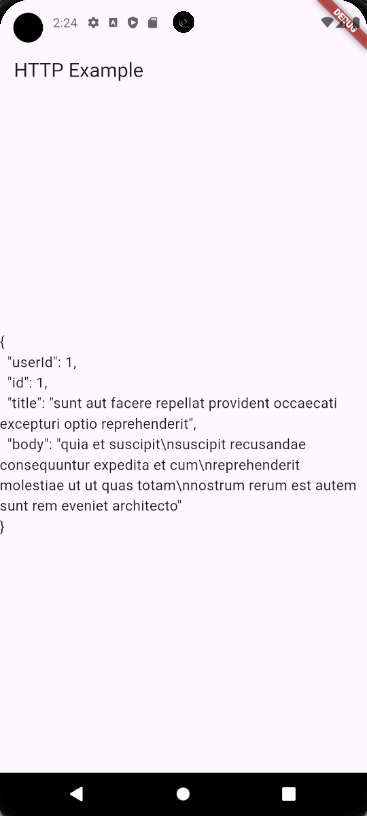 2:24
DEBUG
HTTP Example
{
  "userId": 1,
  "id": 1,
  "title": "sunt aut facere repellat provident occaecati
excepturi optio reprehenderit",
  "body": "quia et suscipit\nsuscipit recusandae
consequuntur expedita et cum\nreprehenderit
molestiae ut ut quas totam\nnostrum rerum est autem
sunt rem eveniet architecto"
}